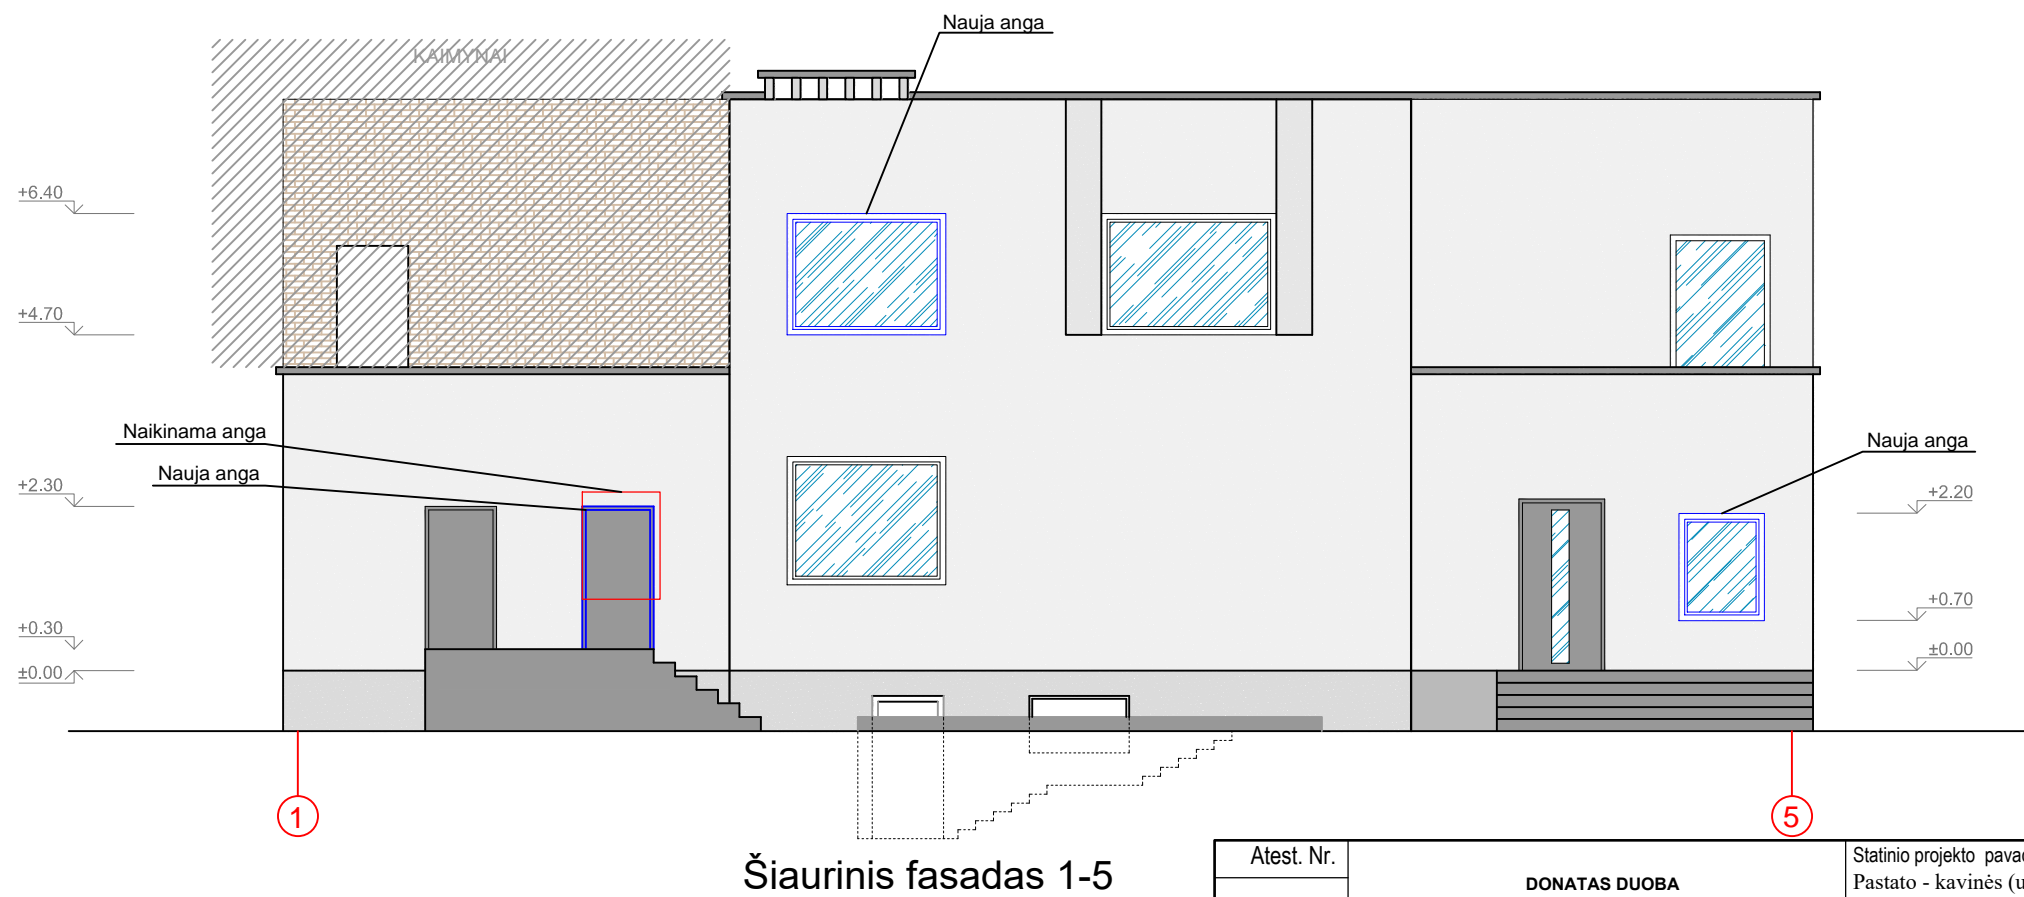 Nauja anga
KAIMYNAI
+6.40
+4.70
Naikinama anga
Nauja anga
Nauja anga
+2.30
+2.20
+0.70
+0.30
±0.00
±0.00
1
5
Šiaurinis fasadas 1-5
Atest. Nr.
DONATAS DUOBA
Statinio projekto
Pastato - kavinės